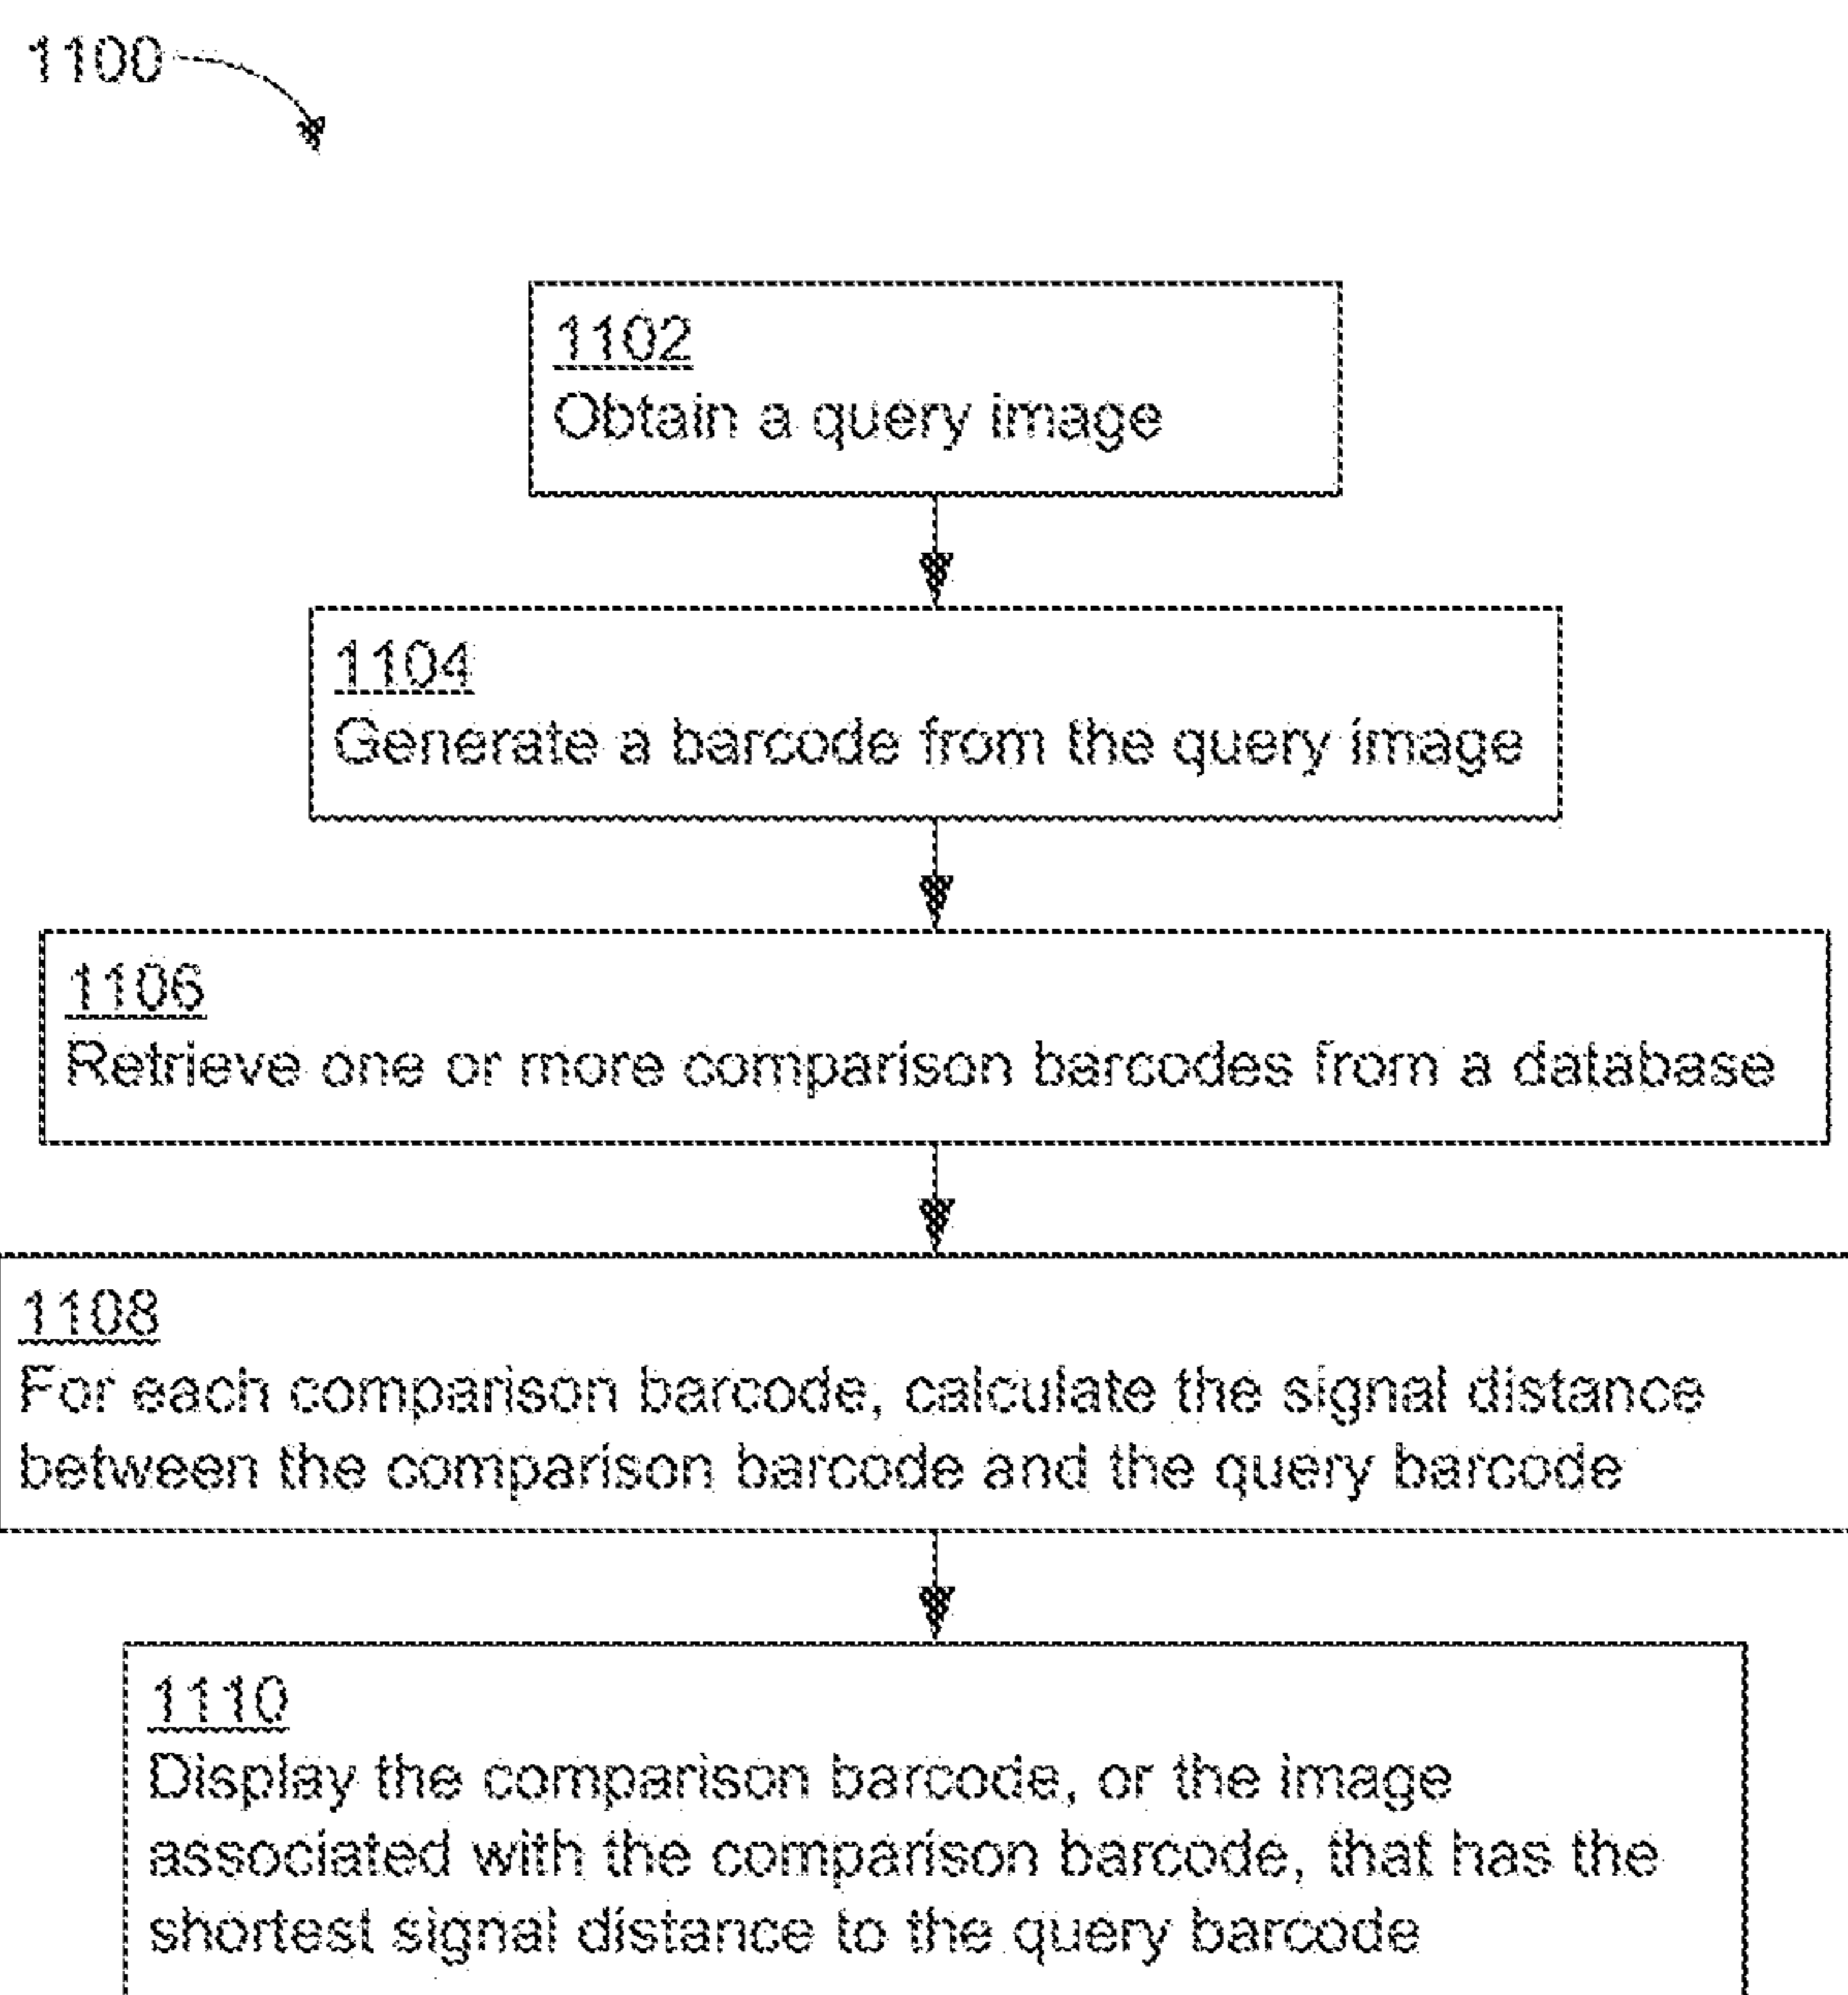 1100
1102
Obtain a query image
1104
Generate a barcode from the query image
1106
Retrieve one or more comparison barcodes from a database
1108
For each comparison barcode, calculate the signal distance
between the comparison barcode and the query barcode
1110
Display the comparison barcode, or the image
associated with the comparison barcode, that has the
shortest signal distance to the query barcode